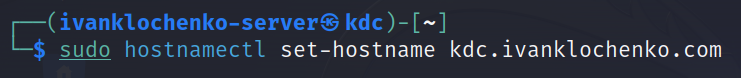 ┌──(ivanklochenko-server㉿kdc)-[~]
└─$ sudo hostnamectl set-hostname kdc.ivanklochenko.com